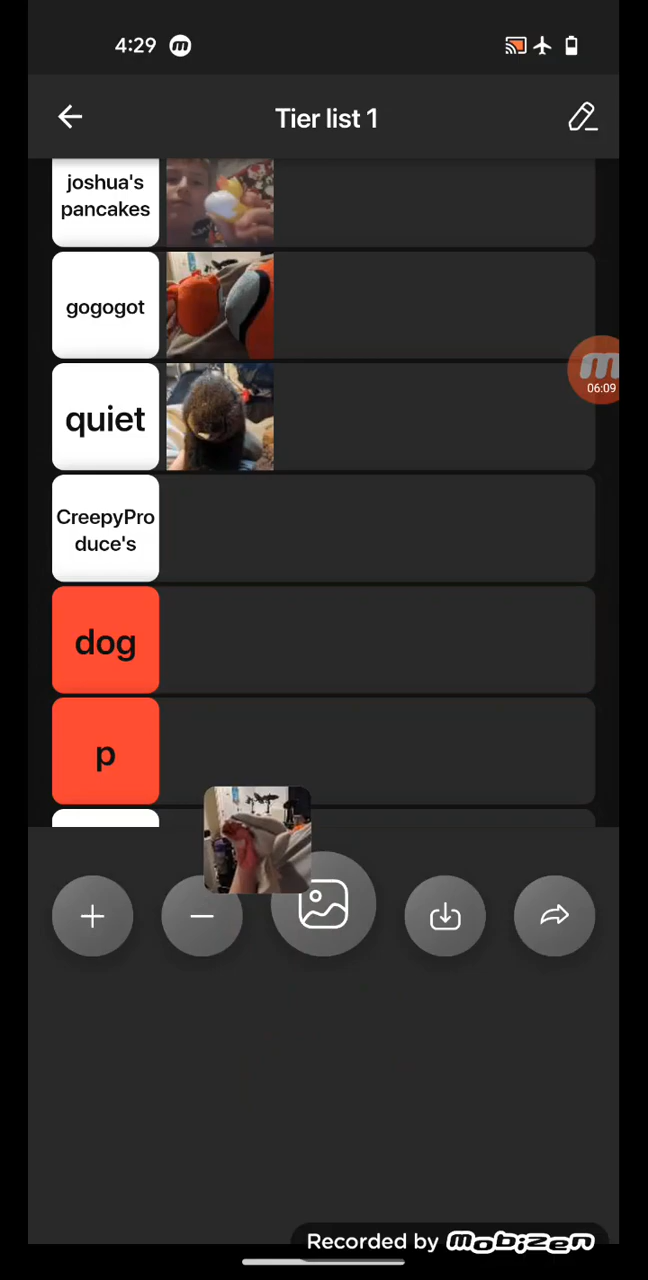 4:29
Tier list 1
joshua's
pancakes
gogogot
06:09
quiet
CreepyPro
duce's
dog
p
Recorded by mobizen